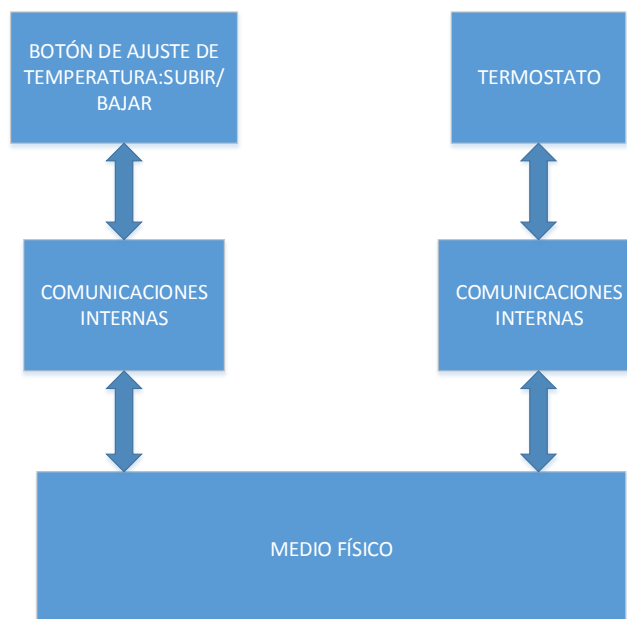 BOTÓN DE AJUSTE DE
TEMPERATURA:SUBIR/
BAJAR
TERMOSTATO
COMUNICACIONES
INTERNAS
COMUNICACIONES
INTERNAS
MEDIO FÍSICO